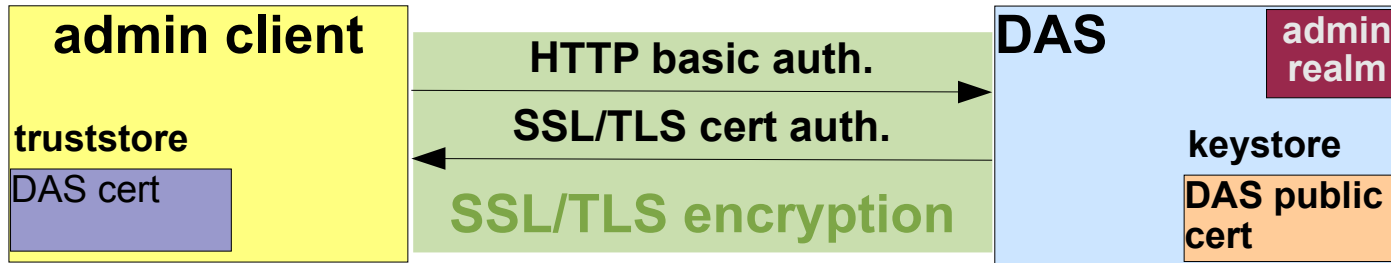 admin client
truststore
DAS cert
HTTP basic auth.
SSL/TLS cert auth.
SSL/TLS encryption
DAS
admin
realm
keystore
DAS public
cert